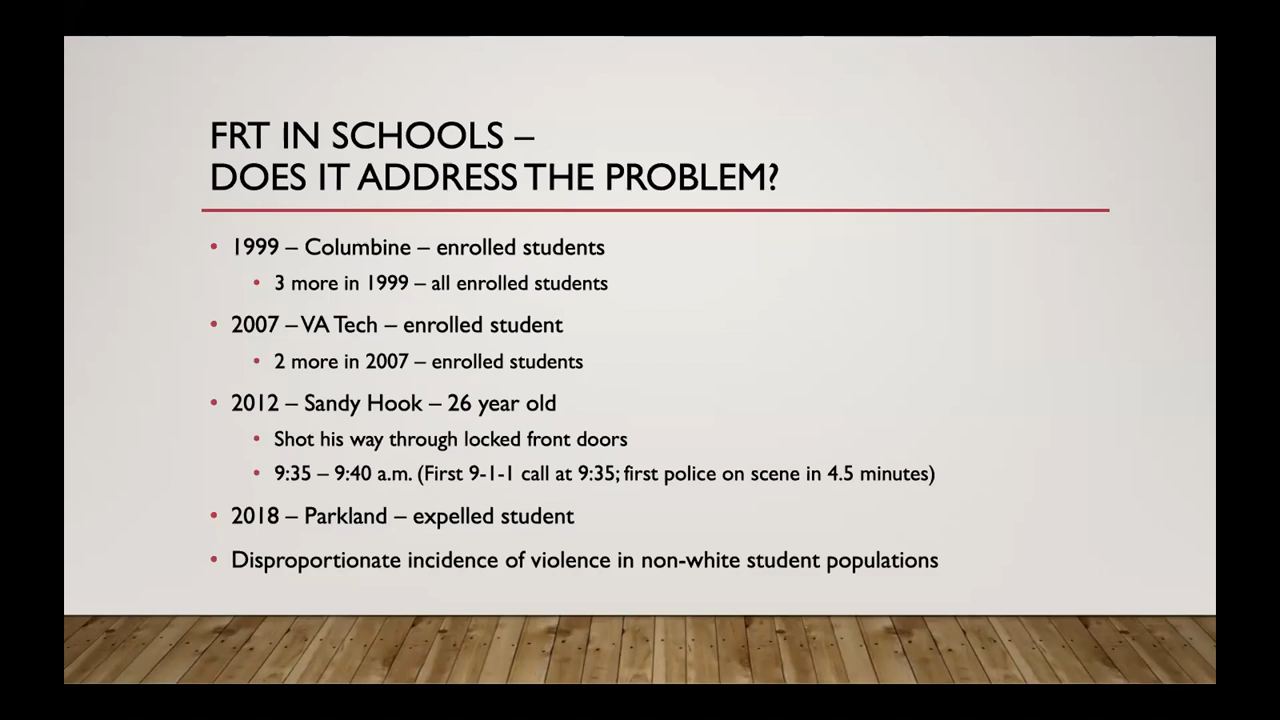 FRT IN SCHOOLS –
DOES IT ADDRESS THE PROBLEM?
• 1999 – Columbine – enrolled students
• 3 more in 1999 – all enrolled students
• 2007 – VA Tech – enrolled student
• 2 more in 2007 – enrolled students
• 2012 – Sandy Hook – 26 year old
• Shot his way through locked front doors
• 9:35 – 9:40 a.m. (First 9-1-1 call at 9:35; first police on scene in 4.5 minutes)
• 2018 – Parkland – expelled student
• Disproportionate incidence of violence in non-white student populations